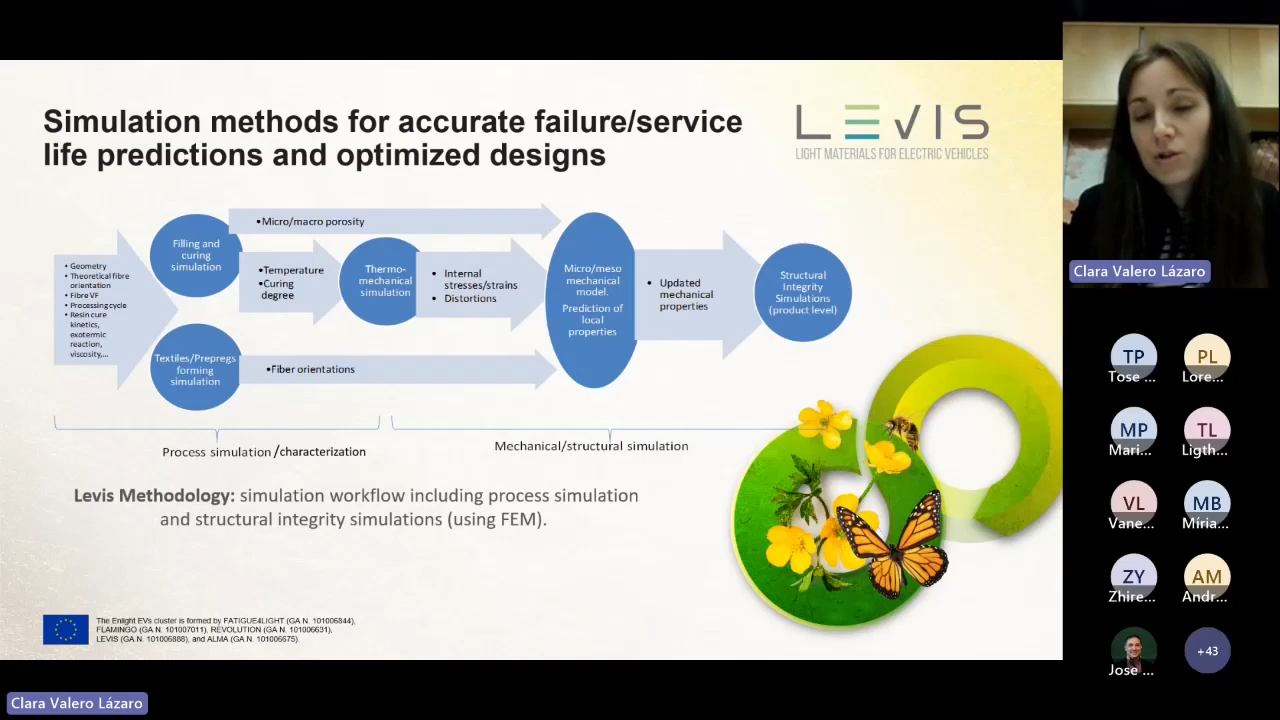 Simulation methods for accurate failure/service
life predictions and optimized designs
LEVIS
LIGHT MATERIALS FOR ELECTRIC VEHICLES
• Geometry
• Theoretical fibre
orientation
• Fibre VF
• Processing cycle
• Resin cure
kinetics,
exotermic
reaction,
viscosity,...
Filling and
curing
simulation
Textiles/Prepregs
forming
simulation
•Micro/macro porosity
•Temperature
•Curing
degree
Thermo-
mechanical
simulation
• Internal
stresses/strains
• Distortions
•Fiber orientations
Micro/meso
mechanical
model.
Prediction of
local
properties
• Updated
mechanical
properties
Structural
Integrity
Simulations
(product level)
Process simulation/characterization
Mechanical/structural simulation
Levis Methodology: simulation workflow including process simulation
and structural integrity simulations (using FEM).
The Enlight EVs cluster is formed by FATIGUE4LIGHT (GA N. 101006844),
FLAMINGO (GA N. 101007011), REVOLUTION (GA N. 101006631),
LEVIS (GA N. 101006888), and ALMA (GA N. 101006675).
Clara Valero Lázaro
TP
Tose ...
PL
Lore...
MP
Mari...
TL
Ligth...
VL
Vane...
MB
Míria...
ZY
Zhire...
AM
Andr...
Jose ...
+43
Clara Valero Lázaro